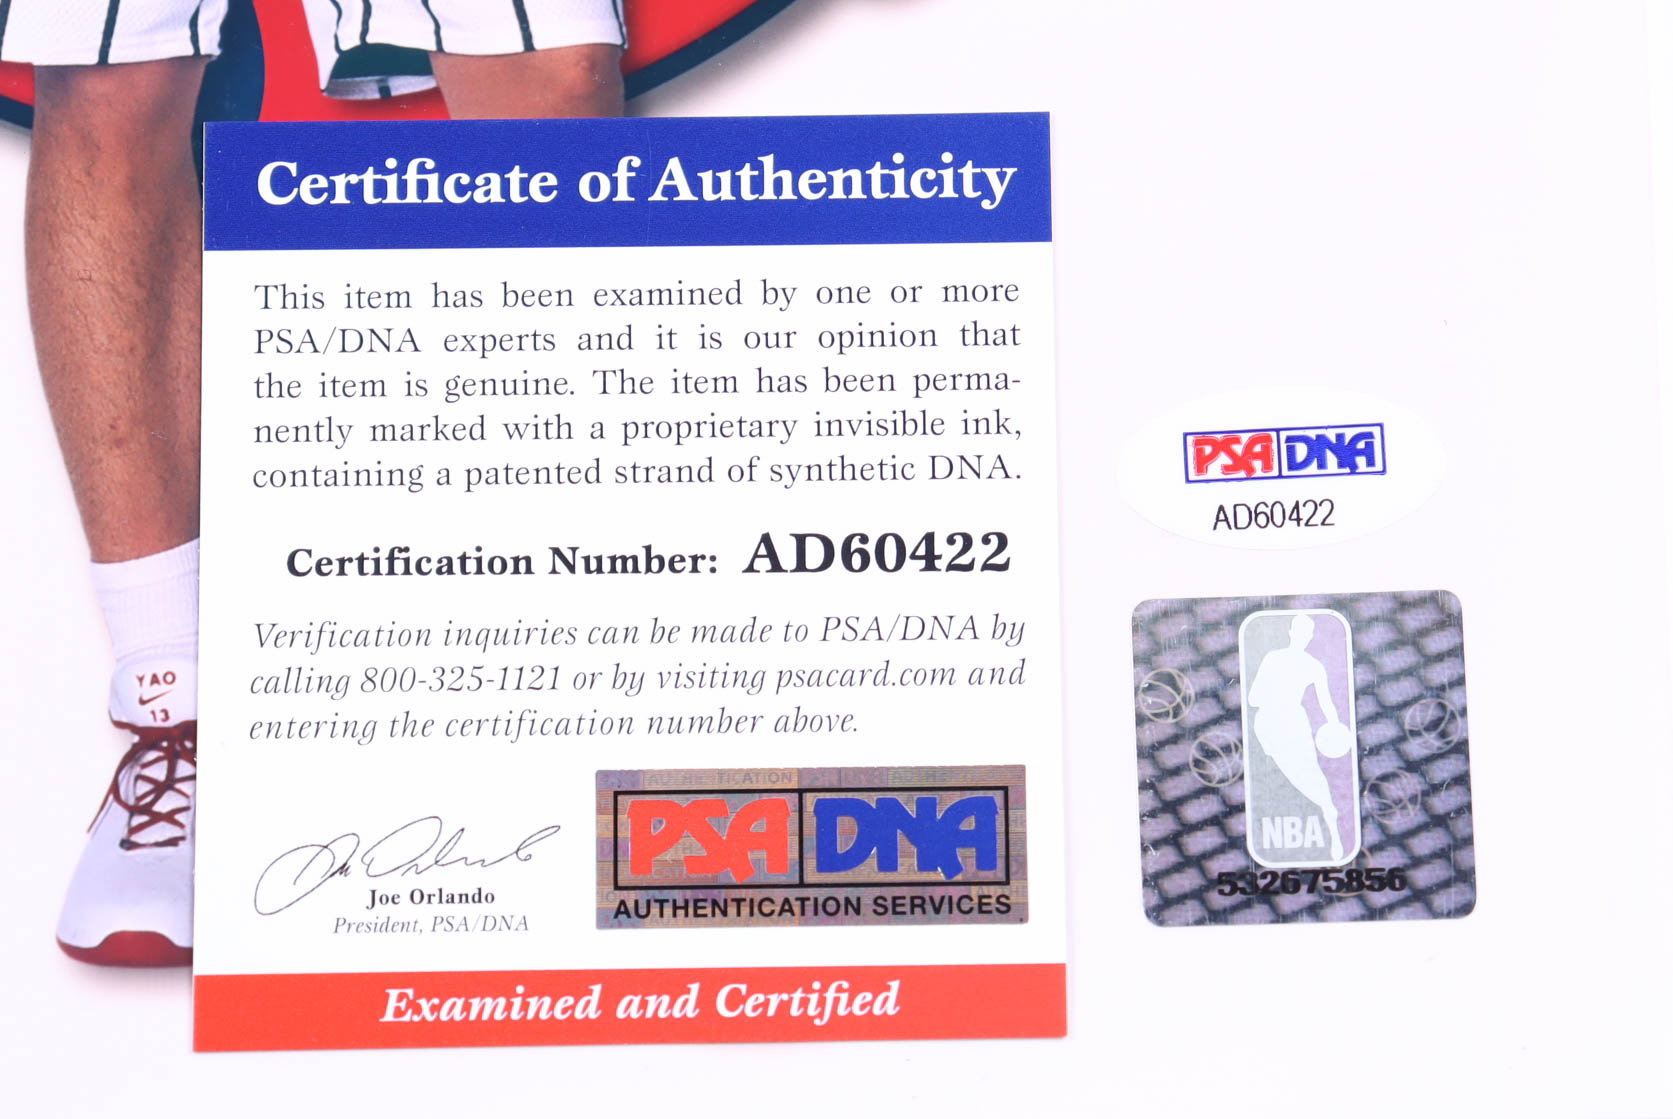 Certificate of Authenticity
This item has been examined by one or more
PSA/DNA experts and it is our opinion that
the item is genuine. The item has been perma-
nently marked with a proprietary invisible ink,
containing a patented strand of synthetic DNA.
Certification Number: AD60422
Verification inquiries can be made to PSA/DNA by
calling 800-325-1121 or by visiting psacard.com and
entering the certification number above.
Joe Orlando
President, PSA/DNA
PSA DNA
AUTHENTICATION SERVICES
Examined and Certified
PSA DNA
AD60422
NBA
532675856
YAO
13